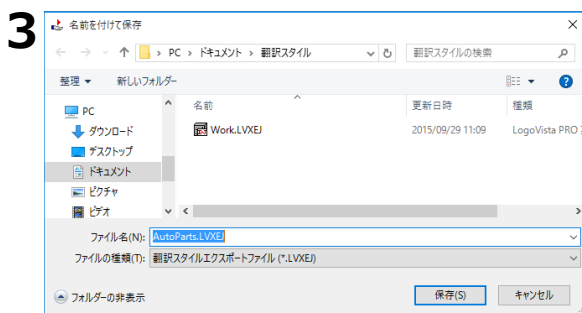 3
名前を付けて保存
PC > ドキュメント > 翻訳スタイル
翻訳スタイルの検索
整理
新しいフォルダー
PC
ダウンロード
デスクトップ
ドキュメント
ピクチャ
ビデオ
名前 更新日時 種類
Work.LVXEJ 2015/09/29 11:09 LogoVista PRO
ファイル名(N): AutoParts.LVXEJ
ファイルの種類(T): 翻訳スタイルエクスポートファイル (*.LVXEJ)
フォルダーの非表示
保存(S)
キャンセル